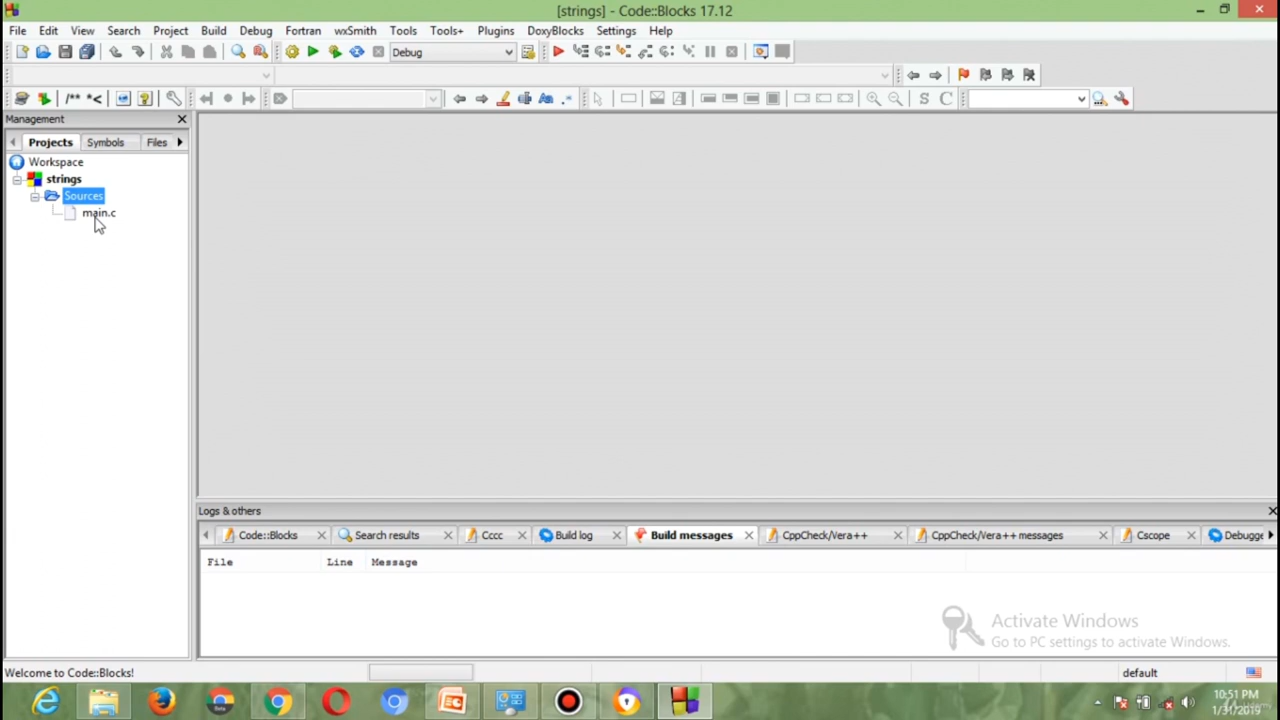 [strings] - Code::Blocks 17.12
File Edit View Search Project Build Debug Fortran wxSmith Tools Tools+ Plugins DoxyBlocks Settings Help
Debug
/** *<
S C
Management
Projects Symbols Files
Workspace
strings
Sources
main.c
Logs & others
Code::Blocks Search results Cccc Build log Build messages CppCheck/Vera++ CppCheck/Vera++ messages Cscope Debugge
File Line Message
Activate Windows
Go to PC settings to activate Windows.
Welcome to Code::Blocks! default
10:51 PM
1/31/2019